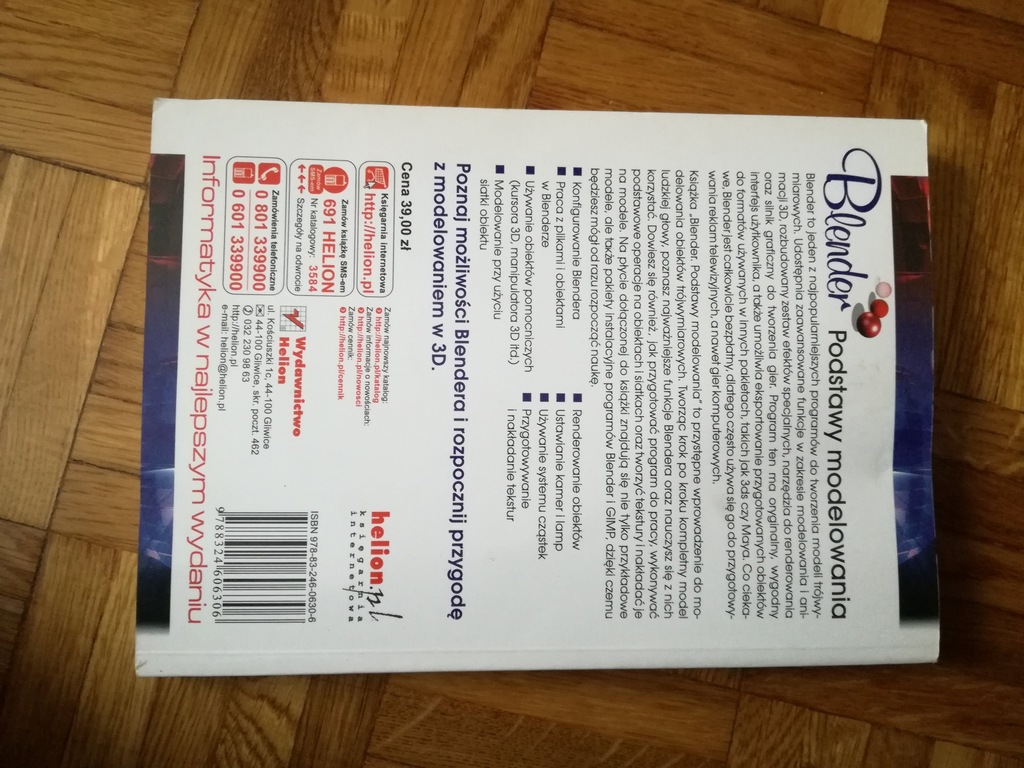 Blender Podstawy modelowania
Blender to jeden z najpopularniejszych programów do tworzenia modeli trójwy-
miarowych. Udostępnia zaawansowane funkcje w zakresie modelowania i ani-
macji 3D, rozbudowany zestaw efektów specjalnych, narzędzia do renderowania
oraz silnik graficzny do tworzenia gier. Program ten ma oryginalny, wygodny
interfejs użytkownika, a także umożliwia eksportowanie przygotowanych obiektów
do formatów używanych w innych pakietach, takich jak 3ds czy Maya. Co cieka-
we, Blender jest całkowicie bezpłatny, dlatego często używa się go do przygotowy-
wania reklam telewizyjnych, a nawet gier komputerowych.
Książka „Blender. Podstawy modelowania" to przystępne wprowadzenie do mo-
delowania obiektów trójwymiarowych. Tworząc krok po kroku kompletny model
ludzkiej głowy, poznasz najważniejsze funkcje Blendera oraz nauczysz się z nich
korzystać. Dowiesz się również, jak przygotować program do pracy, wykonywać
podstawowe operacje na obiektach i siatkach oraz tworzyć tekstury i nakładać je
na modele. Na płycie dołączonej do książki znajdują się nie tylko przykładowe
modele, ale także pakiety instalacyjne programów Blender i GIMP, dzięki czemu
będziesz mógł od razu rozpocząć naukę.
■ Konfigurowanie Blendera
■ Praca z plikami i obiektami
w Blenderze
■ Używanie obiektów pomocniczych
(kursora 3D, manipulatora 3D itd.)
■ Modelowanie przy użyciu
siatki obiektu
■ Renderowanie obiektów
■ Ustawianie kamer i lamp
■ Używanie systemu cząstek
■ Przygotowywanie
i nakładanie tekstur
Poznaj możliwości Blendera i rozpocznij przygodę
z modelowaniem w 3D.
Cena 39,00 zł
Księgarnia internetowa
http://helion.pl
Zamów książkę SMS-em
691 HELION
Zamów
SMS-em
Nr katalogowy: 3584
Szczegóły na odwrocie
Zamówienia telefoniczne
0 801 339900
0 601 339900
Zamów najnowszy katalog:
http://helion.pl/katalog
Zamów informacje o nowościach:
http://helion.pl/nowosci
Zamów cennik:
http://helion.pl/cennik
Wydawnictwo
Helion
ul. Kościuszki 1c, 44-100 Gliwice
44-100 Gliwice, skr. poczt. 462
032 230 98 63
http://helion.pl
e-mail: helion@helion.pl
helion.pl
księgarnia
internetowa
ISBN 978-83-246-0630-6
9 788324 606306
Informatyka w najlepszym wydaniu